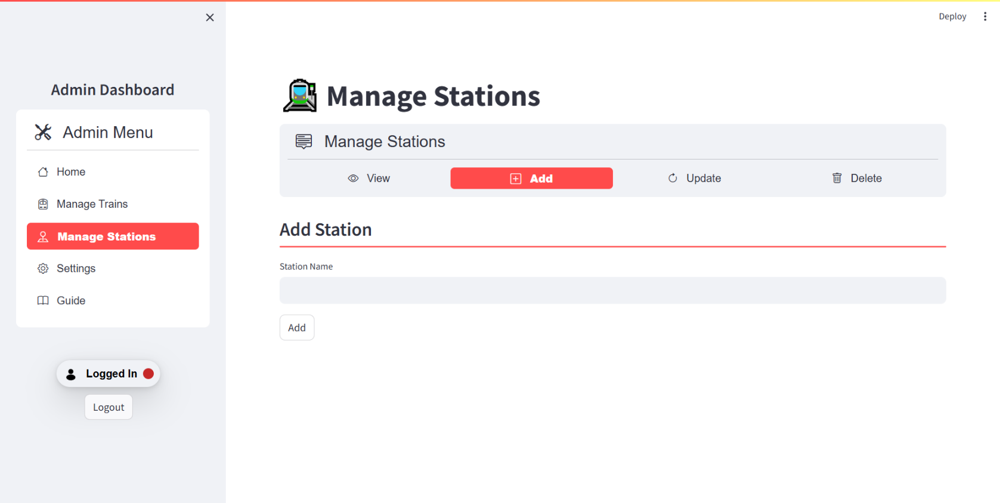 Deploy
Admin Dashboard
Admin Menu
Home
Manage Trains
Manage Stations
Settings
Guide
Logged In
Logout
Manage Stations
Manage Stations
View
Add
Update
Delete
Add Station
Station Name
Add